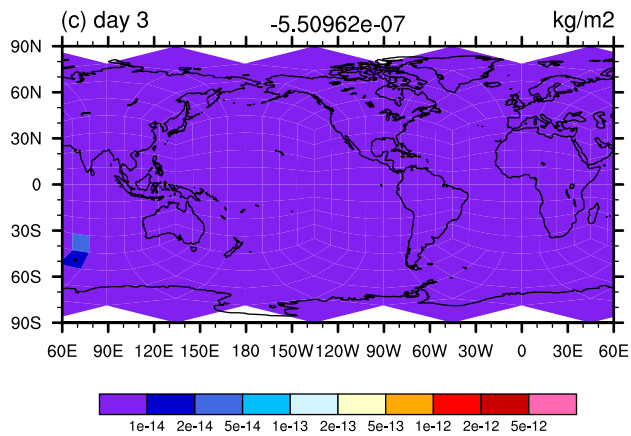 (c) day 3 -5.50962e-07 kg/m2
90N
60N
30N
0
30S
60S
90S
60E 90E 120E 150E 180 150W 120W 90W 60W 30W 0 30E 60E
1e-14 2e-14 5e-14 1e-13 2e-13 5e-13 1e-12 2e-12 5e-12